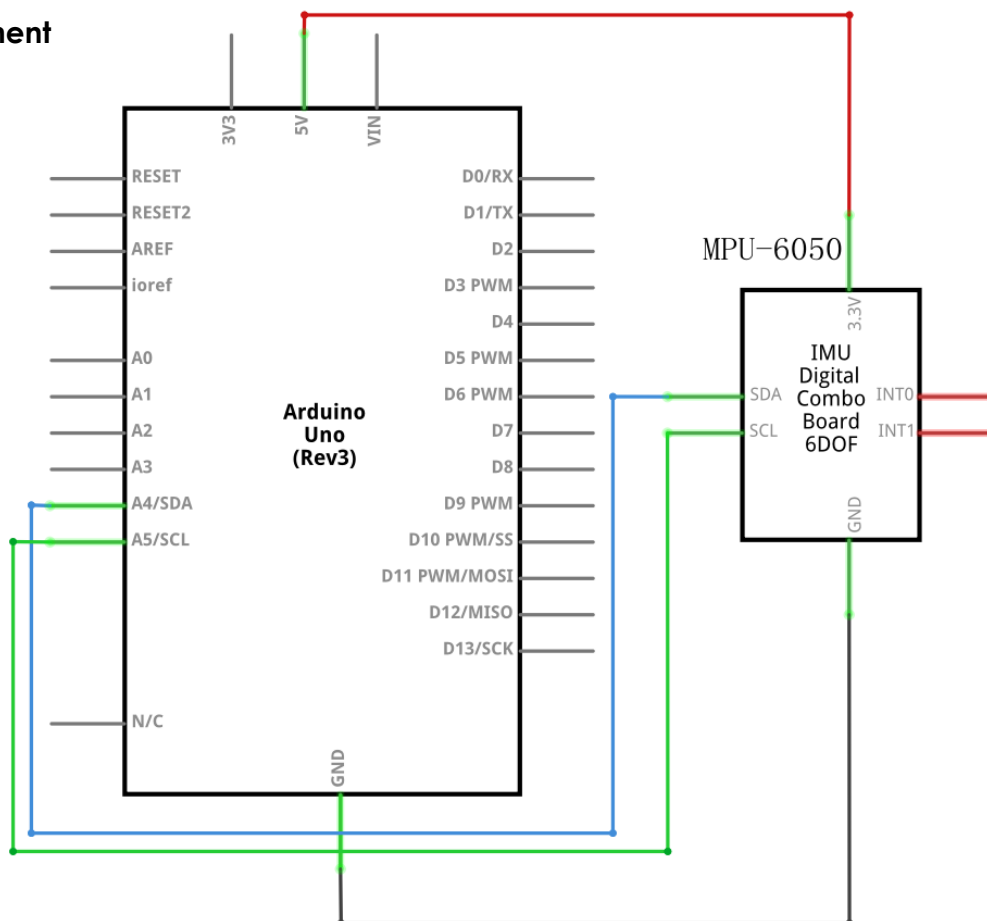 ment
3V3
5V
VIN
RESET
RESET2
AREF
ioref
A0
A1
A2
A3
A4/SDA
A5/SCL
N/C
Arduino
Uno
(Rev3)
D0/RX
D1/TX
D2
D3 PWM
D4
D5 PWM
D6 PWM
D7
D8
D9 PWM
D10 PWM/SS
D11 PWM/MOSI
D12/MISO
D13/SCK
GND
MPU-6050
3.3V
IMU
Digital
Combo
Board
6DOF
SDA
SCL
INT0
INT1
GND